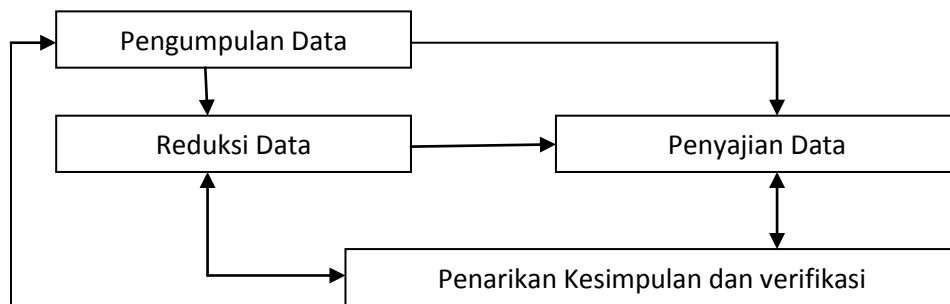 Pengumpulan Data
Reduksi Data
Penyajian Data
Penarikan Kesimpulan dan verifikasi